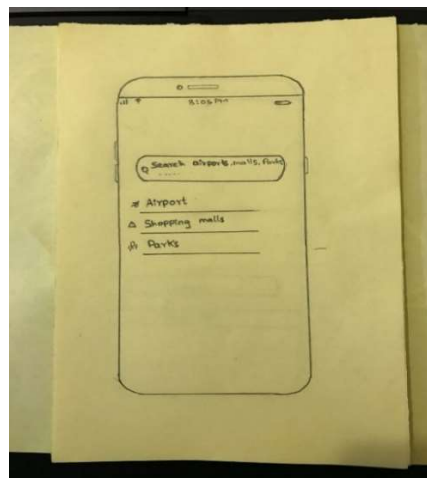 8:05 PM
Search airports, malls, Parks
Airport
Shopping malls
Parks